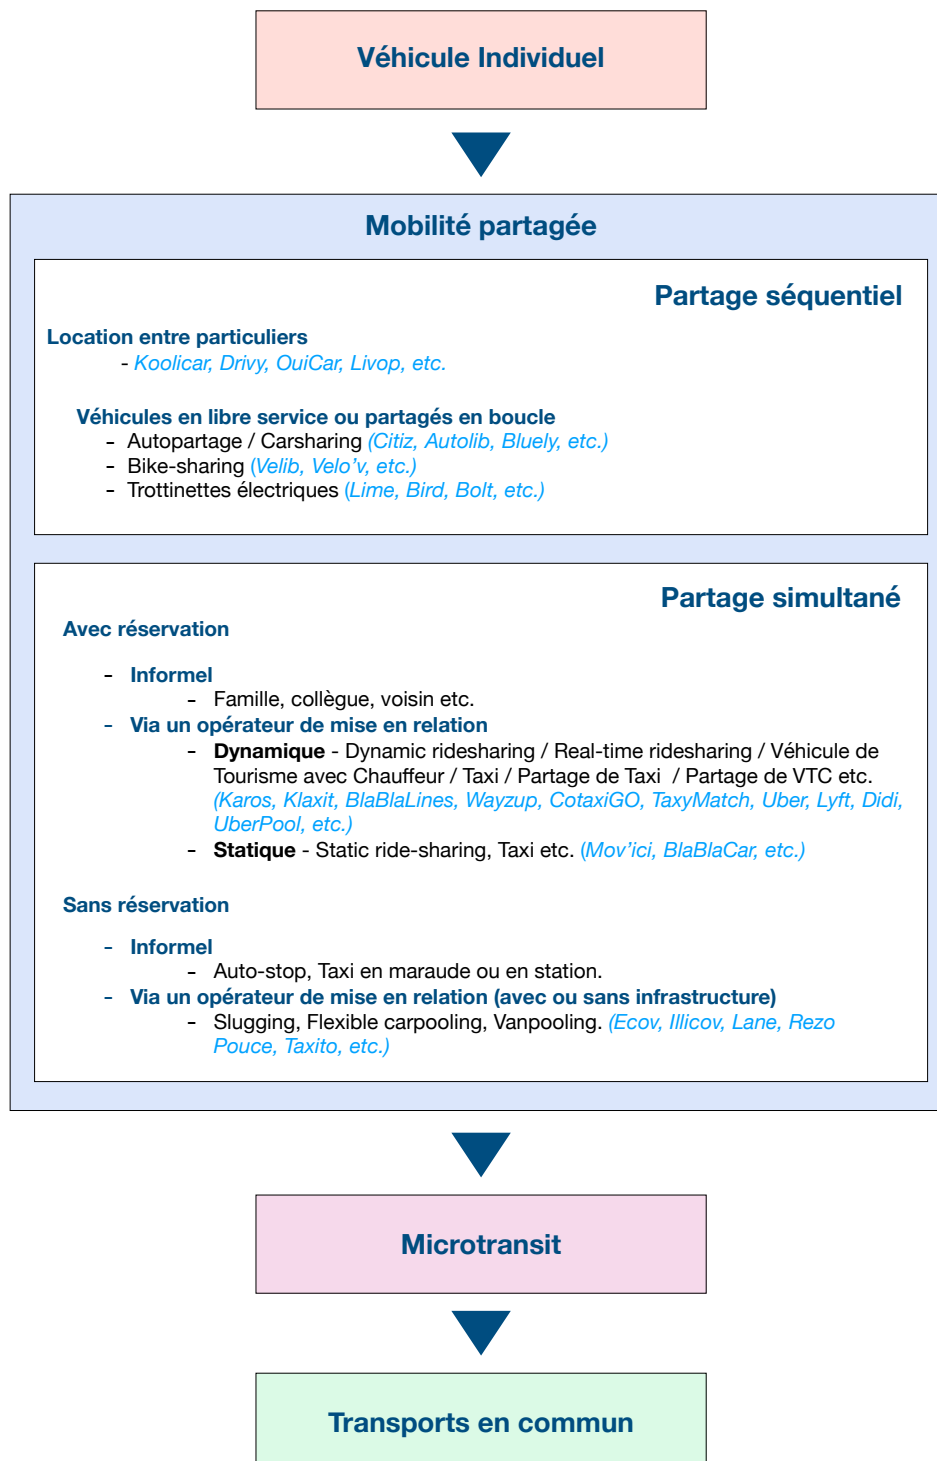 Véhicule Individuel
Mobilité partagée
Partage séquentiel
Location entre particuliers
- Koolicar, Drivy, OuiCar, Livop, etc.
Véhicules en libre service ou partagés en boucle
- Autopartage / Carsharing (Citiz, Autolib, Bluely, etc.)
- Bike-sharing (Velib, Velo’v, etc.)
- Trottinettes électriques (Lime, Bird, Bolt, etc.)
Partage simultané
Avec réservation
- Informel
- Famille, collègue, voisin etc.
- Via un opérateur de mise en relation
- Dynamique - Dynamic ridesharing / Real-time ridesharing / Véhicule de
Tourisme avec Chauffeur / Taxi / Partage de Taxi / Partage de VTC etc.
(Karos, Klaxit, BlaBlaLines, Wayzup, CotaxiGO, TaxyMatch, Uber, Lyft, Didi,
UberPool, etc.)
- Statique - Static ride-sharing, Taxi etc. (Mov’ici, BlaBlaCar, etc.)
Sans réservation
- Informel
- Auto-stop, Taxi en maraude ou en station.
- Via un opérateur de mise en relation (avec ou sans infrastructure)
- Slugging, Flexible carpooling, Vanpooling. (Ecov, Illicov, Lane, Rezo
Pouce, Taxito, etc.)
Microtransit
Transports en commun